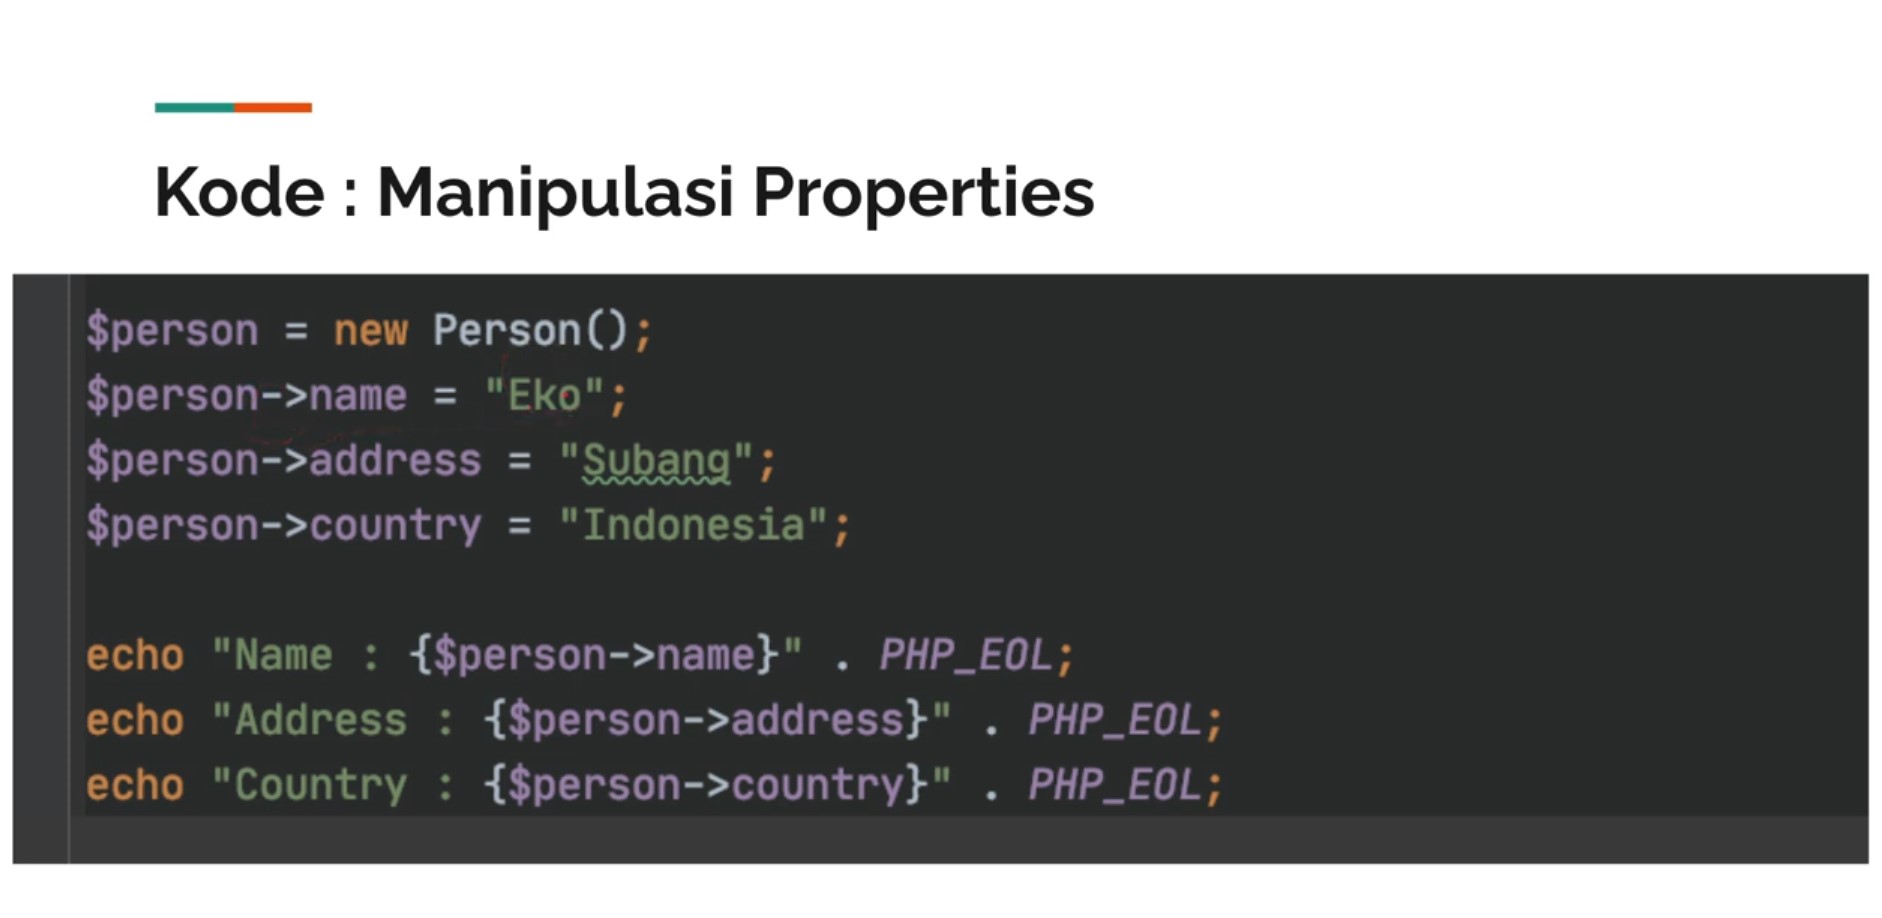 Kode : Manipulasi Properties
$person = new Person();
$person->name = "Eko";
$person->address = "Subang";
$person->country = "Indonesia";
echo "Name : {$person->name}" . PHP_EOL;
echo "Address : {$person->address}" . PHP_EOL;
echo "Country : {$person->country}" . PHP_EOL;